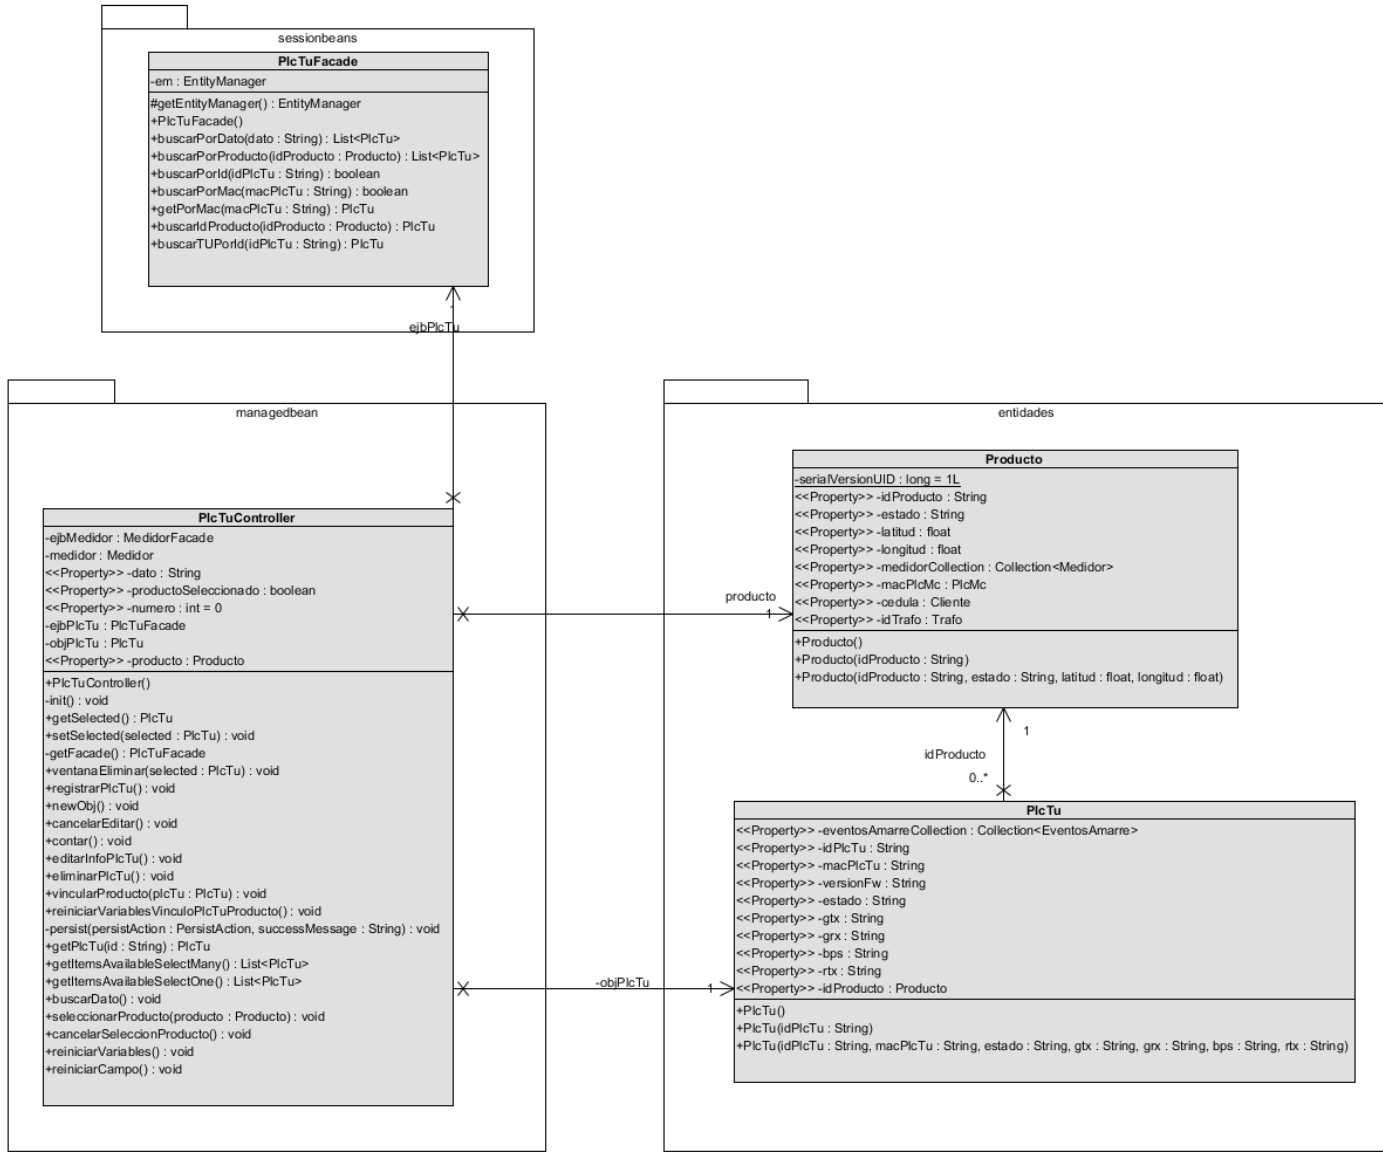 sessionbeans
PlcTuFacade
-em : EntityManager
#getEntityManager() : EntityManager
+PlcTuFacade()
+buscarPorDato(dato : String) : List<PlcTu>
+buscarPorProducto(idProducto : Producto) : List<PlcTu>
+buscarPorId(idPlcTu : String) : boolean
+buscarPorMac(macPlcTu : String) : boolean
+getPorMac(macPlcTu : String) : PlcTu
+buscarIdProducto(idProducto : Producto) : PlcTu
+buscarTUPorId(idPlcTu : String) : PlcTu
1
ejbPlcTu
managedbean
PlcTuController
-ejbMedidor : MedidorFacade
-medidor : Medidor
<<Property>> -dato : String
<<Property>> -productoSeleccionado : boolean
<<Property>> -numero : int = 0
-ejbPlcTu : PlcTuFacade
-objPlcTu : PlcTu
<<Property>> -producto : Producto
+PlcTuController()
-init() : void
+getSelected() : PlcTu
+setSelected(selected : PlcTu) : void
-getFacade() : PlcTuFacade
+ventanaEliminar(selected : PlcTu) : void
+registrarPlcTu() : void
+newObj() : void
+cancelarEditar() : void
+contar() : void
+editarInfoPlcTu() : void
+eliminarPlcTu() : void
+vincularProducto(plcTu : PlcTu) : void
+reiniciarVariablesVinculoPlcTuProducto() : void
-persist(persistAction : PersistAction, successMessage : String) : void
+getPlcTu(id : String) : PlcTu
+getItemsAvailableSelectMany() : List<PlcTu>
+getItemsAvailableSelectOne() : List<PlcTu>
+buscarDato() : void
+seleccionarProducto(producto : Producto) : void
+cancelarSeleccionProducto() : void
+reiniciarVariables() : void
+reiniciarCampo() : void
producto
1
-objPlcTu
1
entidades
Producto
-serialVersionUID : long = 1L
<<Property>> -idProducto : String
<<Property>> -estado : String
<<Property>> -latitud : float
<<Property>> -longitud : float
<<Property>> -medidorCollection : Collection<Medidor>
<<Property>> -macPlcMc : PlcMc
<<Property>> -cedula : Cliente
<<Property>> -idTrafo : Trafo
+Producto()
+Producto(idProducto : String)
+Producto(idProducto : String, estado : String, latitud : float, longitud : float)
1
idProducto
0..*
PlcTu
<<Property>> -eventosAmarreCollection : Collection<EventosAmarre>
<<Property>> -idPlcTu : String
<<Property>> -macPlcTu : String
<<Property>> -versionFw : String
<<Property>> -estado : String
<<Property>> -gtx : String
<<Property>> -grx : String
<<Property>> -bps : String
<<Property>> -rtx : String
<<Property>> -idProducto : Producto
+PlcTu()
+PlcTu(idPlcTu : String)
+PlcTu(idPlcTu : String, macPlcTu : String, estado : String, gtx : String, grx : String, bps : String, rtx : String)